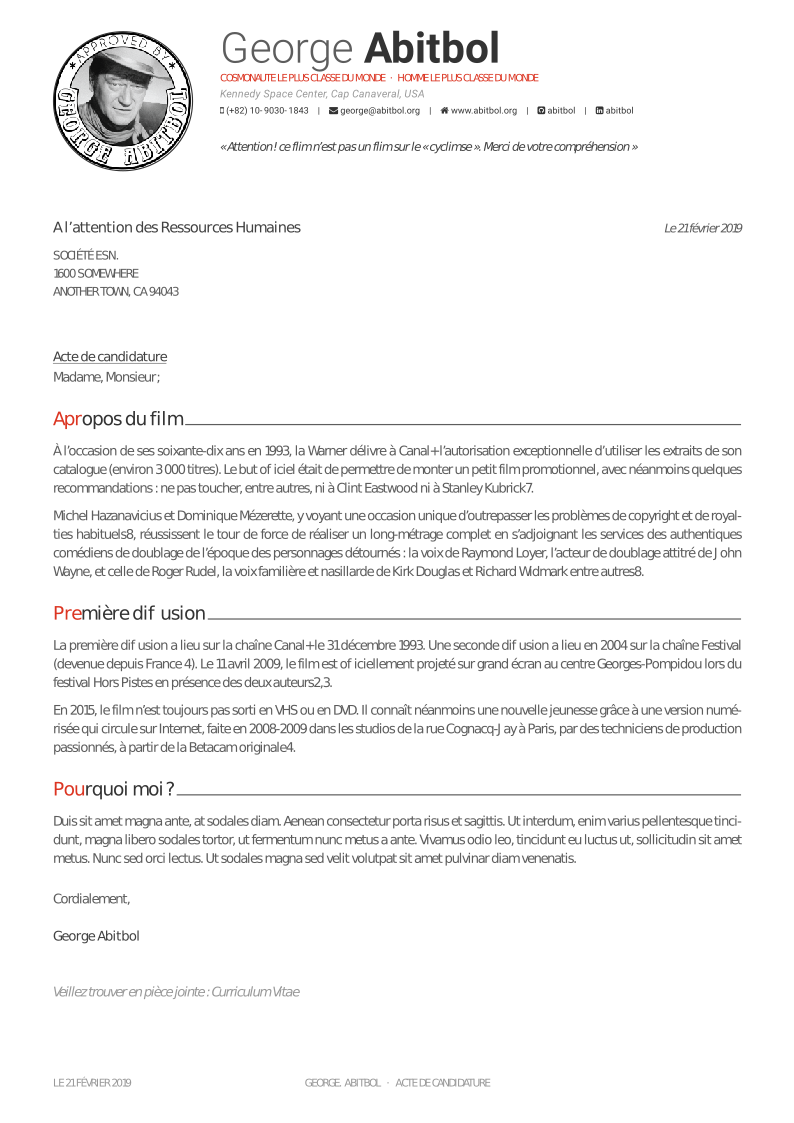 APPROVED BY
GEORGE ABITBOL
George Abitbol
COSMONAUTE LE PLUS CLASSE DU MONDE · HOMME LE PLUS CLASSE DU MONDE
Kennedy Space Center, Cap Canaveral, USA
(+82) 10-9030-1843 | george@abitbol.org | www.abitbol.org | abitbol | abitbol
« Attention ! ce flim n’est pas un flim sur le « cyclimse ». Merci de votre compréhension »
A l’attention des Ressources Humaines
Le 21 février 2019
SOCIÉTÉ ESN.
1600 SOMEWHERE
ANOTHER TOWN, CA 94043
Acte de candidature
Madame, Monsieur ;
Apropos du film
À l’occasion de ses soixante-dix ans en 1993, la Warner délivre à Canal+ l’autorisation exceptionnelle d’utiliser les extraits de son
catalogue (environ 3 000 titres). Le but of iciel était de permettre de monter un petit film promotionnel, avec néanmoins quelques
recommandations : ne pas toucher, entre autres, ni à Clint Eastwood ni à Stanley Kubrick7.
Michel Hazanavicius et Dominique Mézerette, y voyant une occasion unique d’outrepasser les problèmes de copyright et de royal-
ties habituels8, réussissent le tour de force de réaliser un long-métrage complet en s’adjoignant les services des authentiques
comédiens de doublage de l’époque des personnages détournés : la voix de Raymond Loyer, l’acteur de doublage attitré de John
Wayne, et celle de Roger Rudel, la voix familière et nasillarde de Kirk Douglas et Richard Widmark entre autres8.
Première dif usion
La première dif usion a lieu sur la chaîne Canal+ le 31 décembre 1993. Une seconde dif usion a lieu en 2004 sur la chaîne Festival
(devenue depuis France 4). Le 11 avril 2009, le film est of iciellement projeté sur grand écran au centre Georges-Pompidou lors du
festival Hors Pistes en présence des deux auteurs2,3.
En 2015, le film n’est toujours pas sorti en VHS ou en DVD. Il connaît néanmoins une nouvelle jeunesse grâce à une version numé-
risée qui circule sur Internet, faite en 2008-2009 dans les studios de la rue Cognacq-Jay à Paris, par des techniciens de production
passionnés, à partir de la Betacam originale4.
Pourquoi moi ?
Duis sit amet magna ante, at sodales diam. Aenean consectetur porta risus et sagittis. Ut interdum, enim varius pellentesque tinci-
dunt, magna libero sodales tortor, ut fermentum nunc metus a ante. Vivamus odio leo, tincidunt eu luctus ut, sollicitudin sit amet
metus. Nunc sed orci lectus. Ut sodales magna sed velit volutpat sit amet pulvinar diam venenatis.
Cordialement,
George Abitbol
Veillez trouver en pièce jointe : Curriculum Vitae
LE 21 FÉVRIER 2019
GEORGE. ABITBOL · ACTE DE CANDIDATURE